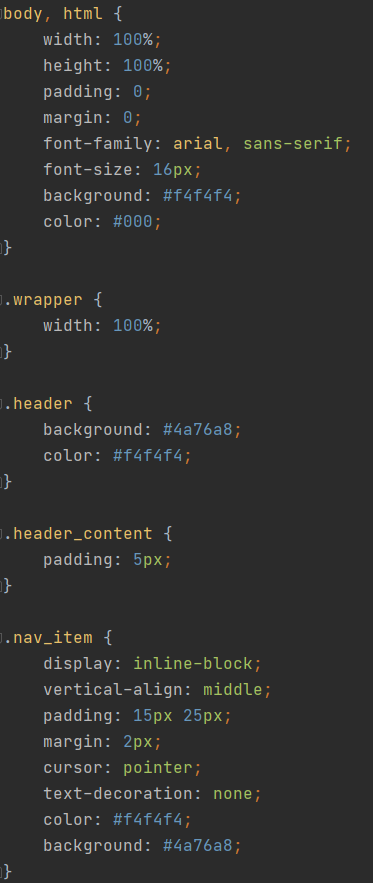 body, html {
    width: 100%;
    height: 100%;
    padding: 0;
    margin: 0;
    font-family: arial, sans-serif;
    font-size: 16px;
    background: #f4f4f4;
    color: #000;
}

.wrapper {
    width: 100%;
}

.header {
    background: #4a76a8;
    color: #f4f4f4;
}

.header_content {
    padding: 5px;
}

.nav_item {
    display: inline-block;
    vertical-align: middle;
    padding: 15px 25px;
    margin: 2px;
    cursor: pointer;
    text-decoration: none;
    color: #f4f4f4;
    background: #4a76a8;
}